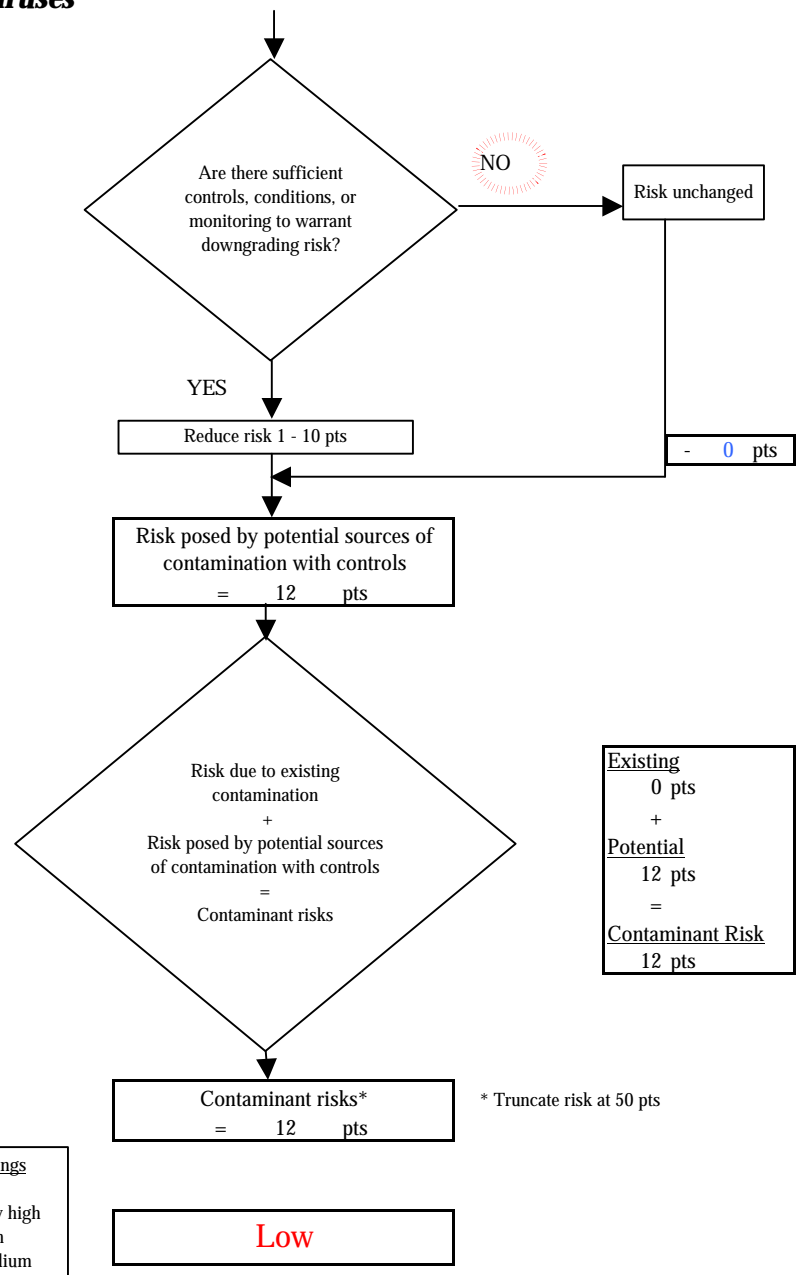 Are there sufficient
controls, conditions, or
monitoring to warrant
downgrading risk?
NO
Risk unchanged
YES
Reduce risk 1 - 10 pts
- 0 pts
Risk posed by potential sources of
contamination with controls
= 12 pts
Risk due to existing
contamination
+
Risk posed by potential sources
of contamination with controls
=
Contaminant risks
Existing
0 pts
+
Potential
12 pts
=
Contaminant Risk
12 pts
Contaminant risks*
= 12 pts
* Truncate risk at 50 pts
high
Low